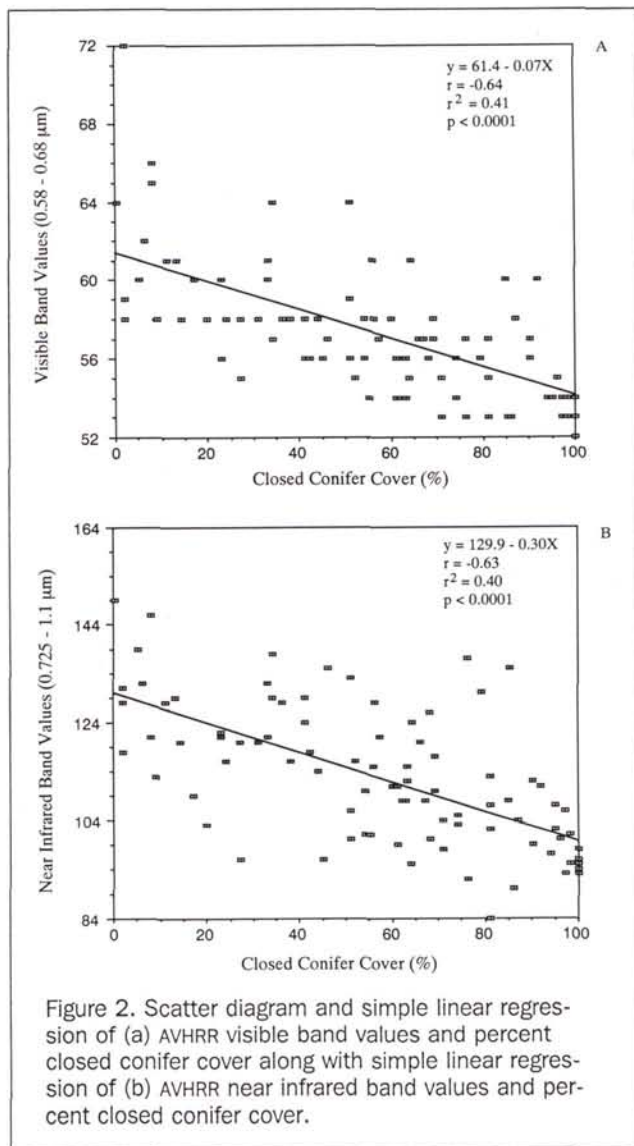 A
y = 61.4 - 0.07X
r = -0.64
r² = 0.41
p < 0.0001
72
68
64
60
56
52
Visible Band Values (0.58 - 0.68 µm)
0 20 40 60 80 100
Closed Conifer Cover (%)
B
y = 129.9 - 0.30X
r = -0.63
r² = 0.40
p < 0.0001
164
144
124
104
84
Near Infrared Band Values (0.725 - 1.1 µm)
0 20 40 60 80 100
Closed Conifer Cover (%)
Figure 2. Scatter diagram and simple linear regres-
sion of (a) AVHRR visible band values and percent
closed conifer cover along with simple linear regres-
sion of (b) AVHRR near infrared band values and per-
cent closed conifer cover.